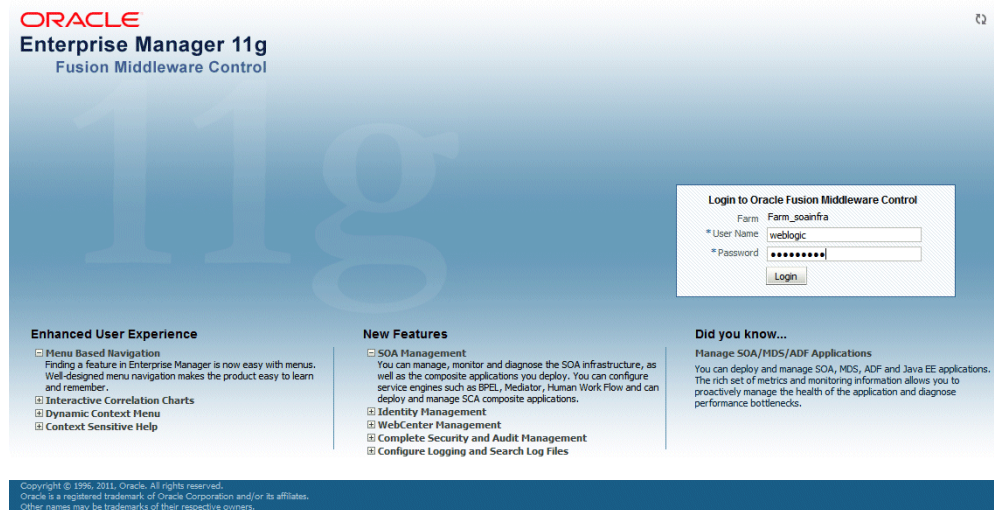 ORACLE
Enterprise Manager 11g
Fusion Middleware Control
11g
Login to Oracle Fusion Middleware Control
Farm Farm_soainfra
* User Name weblogic
* Password •••••••••
Login
Enhanced User Experience
Menu Based Navigation
Finding a feature in Enterprise Manager is now easy with menus.
Well-designed menu navigation makes the product easy to learn
and remember.
Interactive Correlation Charts
Dynamic Context Menu
Context Sensitive Help
New Features
SOA Management
You can manage, monitor and diagnose the SOA infrastructure, as
well as the composite applications you deploy. You can configure
service engines such as BPEL, Mediator, Human Work Flow and can
deploy and manage SCA composite applications.
Identity Management
WebCenter Management
Complete Security and Audit Management
Configure Logging and Search Log Files
Did you know...
Manage SOA/MDS/ADF Applications
You can deploy and manage SOA, MDS, ADF and Java EE applications.
The rich set of metrics and monitoring information allows you to
proactively manage the health of the application and diagnose
performance bottlenecks.
Copyright © 1996, 2011, Oracle. All rights reserved.
Oracle is a registered trademark of Oracle Corporation and/or its affiliates.
Other names may be trademarks of their respective owners.